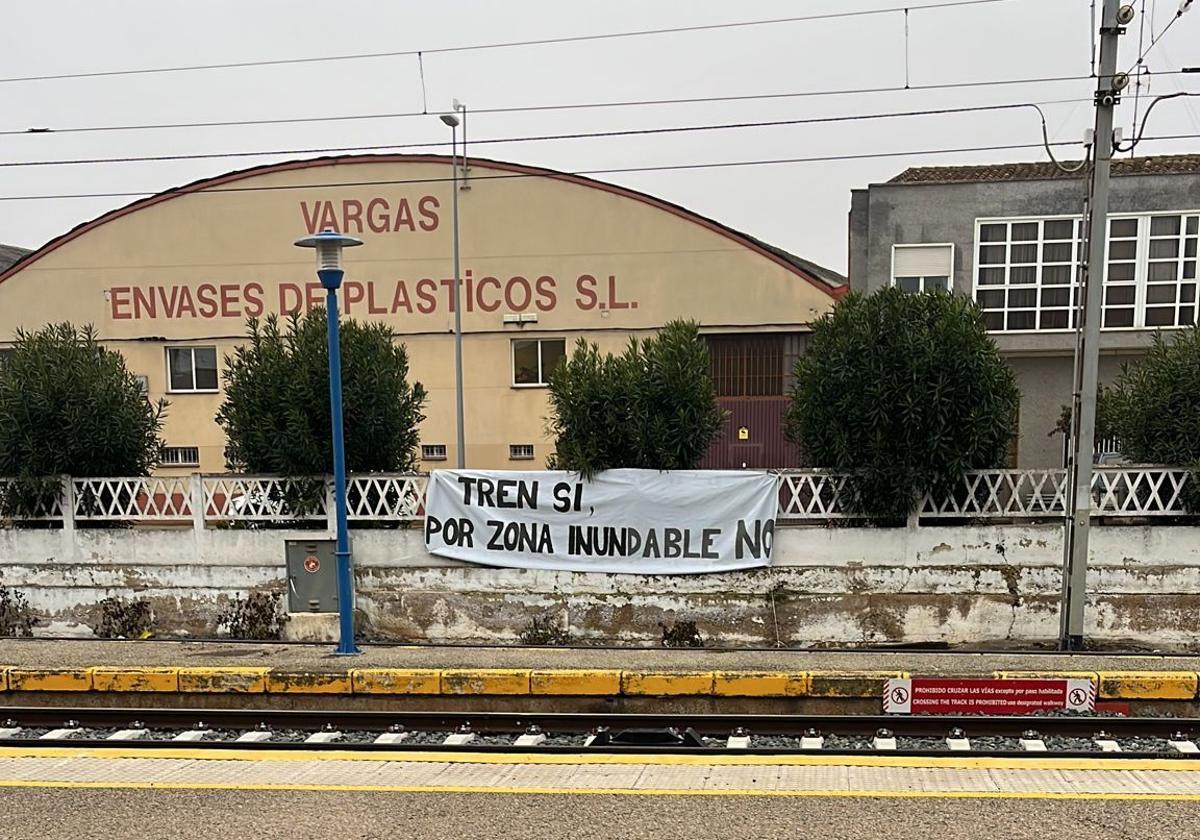 VARGAS
ENVASES DE PLASTICOS S.L.
TREN SI,
POR ZONA INUNDABLE NO
PROHIBIDO CRUZAR LAS VÍAS excepto por paso habilitado
CROSSING THE TRACK IS PROHIBITED use designated walkway